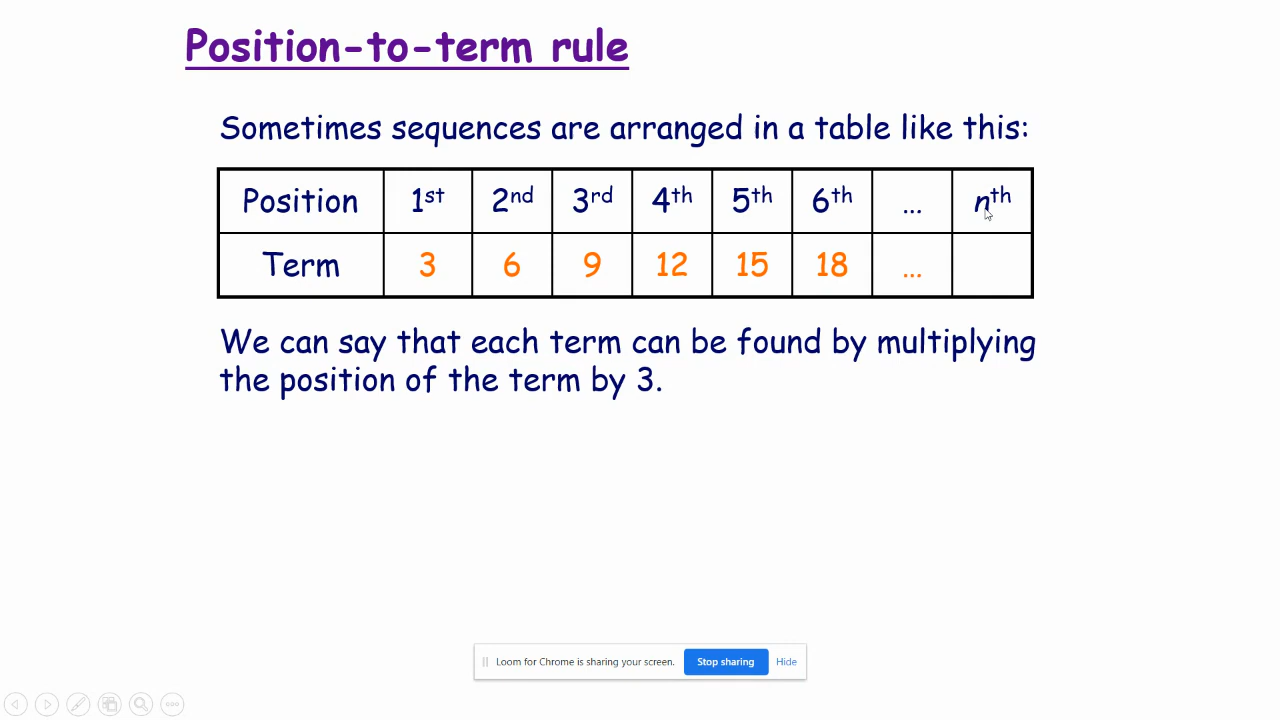 Position-to-term rule
Sometimes sequences are arranged in a table like this:
Position 1st 2nd 3rd 4th 5th 6th ... nth
Term 3 6 9 12 15 18 ...
We can say that each term can be found by multiplying
the position of the term by 3.
Loom for Chrome is sharing your screen. Stop sharing Hide